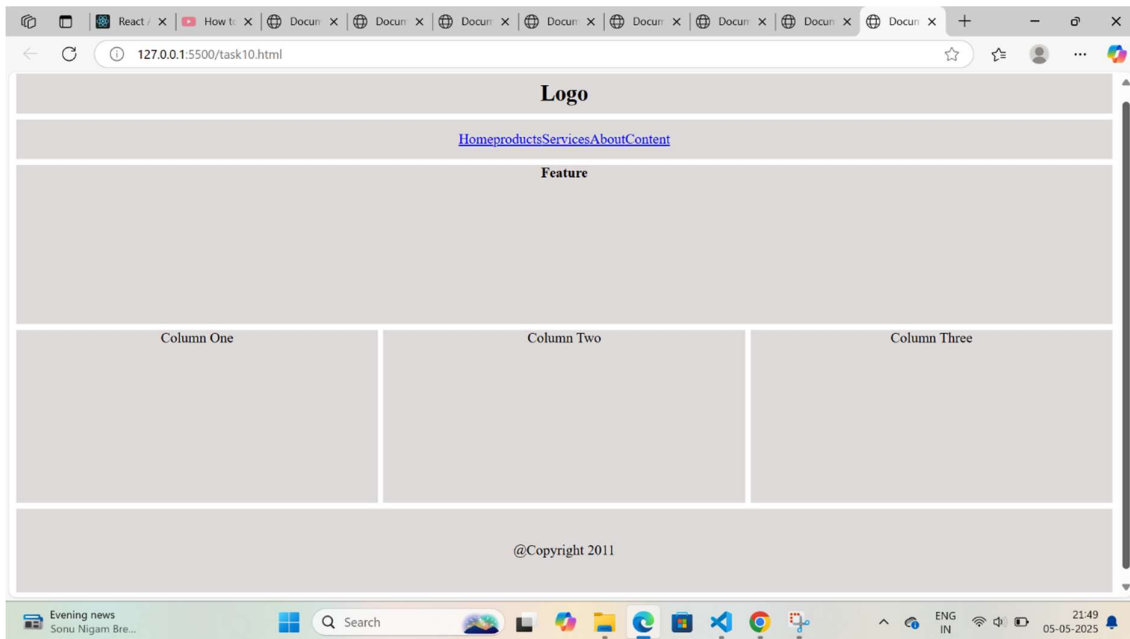 React / How to Docum Docum Docum Docum Docum Docum Docum Docum
127.0.0.1:5500/task10.html
Logo
HomeproductsServicesAboutContent
Feature
Column One Column Two Column Three
@Copyright 2011
Evening news
Sonu Nigam Bre...
Search
ENG
IN
21:49
05-05-2025